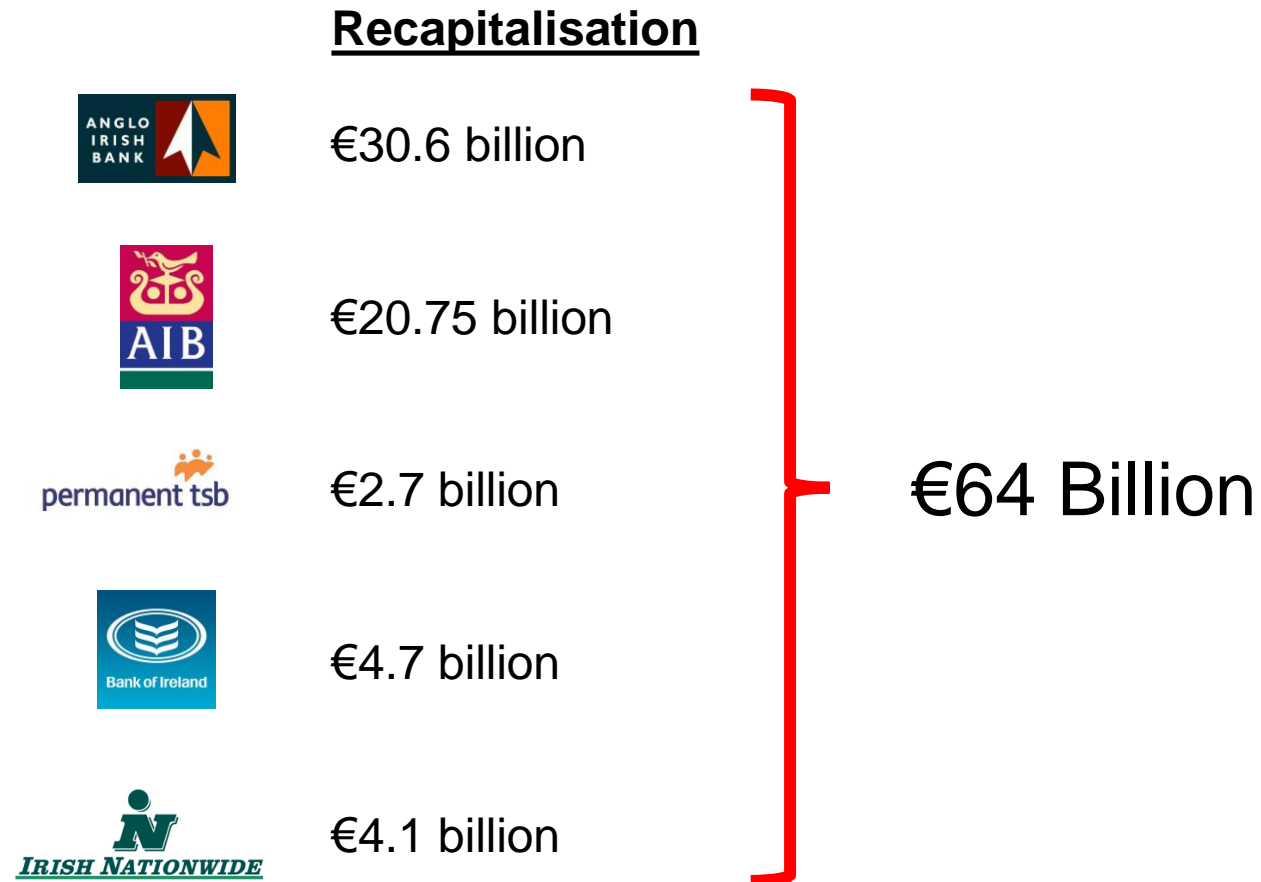 Recapitalisation
ANGLO
IRISH
BANK
€30.6 billion
AIB
€20.75 billion
permanent tsb
€2.7 billion
€64 Billion
Bank of Ireland
€4.7 billion
IRISH NATIONWIDE
€4.1 billion